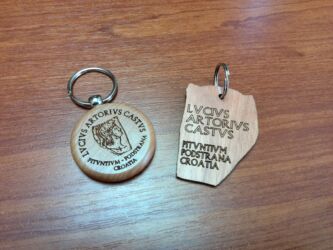 LVCIVS ARTORIVS CASTVS
PITVNTIVM - PODSTRANA
CROATIA
LVCIVS
ARTORIVS
CASTVS
PITVNTIVM
PODSTRANA
CROATIA